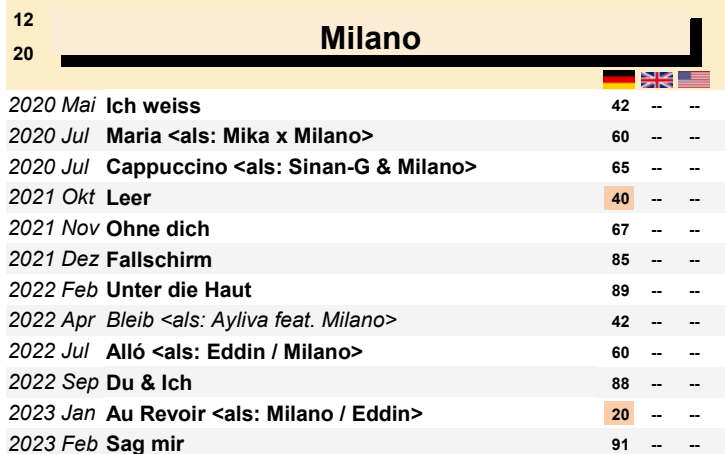 12
Milano
20
2020 Mai Ich weiss 42 -- --
2020 Jul Maria <als: Mika x Milano> 60 -- --
2020 Jul Cappuccino <als: Sinan-G & Milano> 65 -- --
2021 Okt Leer 40 -- --
2021 Nov Ohne dich 67 -- --
2021 Dez Fallschirm 85 -- --
2022 Feb Unter die Haut 89 -- --
2022 Apr Bleib <als: Ayliva feat. Milano> 42 -- --
2022 Jul Alló <als: Eddin / Milano> 60 -- --
2022 Sep Du & Ich 88 -- --
2023 Jan Au Revoir <als: Milano / Eddin> 20 -- --
2023 Feb Sag mir 91 -- --